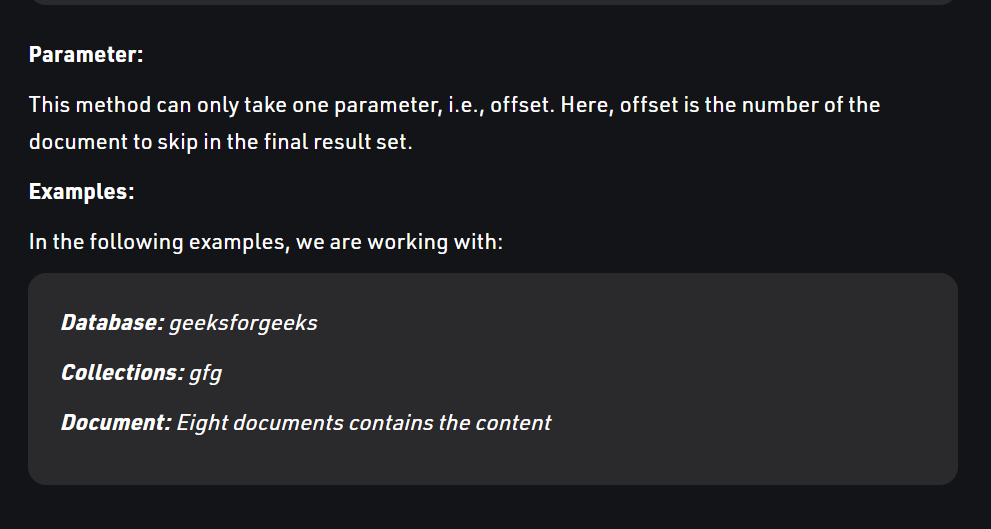 Parameter:
This method can only take one parameter, i.e., offset. Here, offset is the number of the
document to skip in the final result set.
Examples:
In the following examples, we are working with:
Database: geeksforgeeks
Collections: gfg
Document: Eight documents contains the content